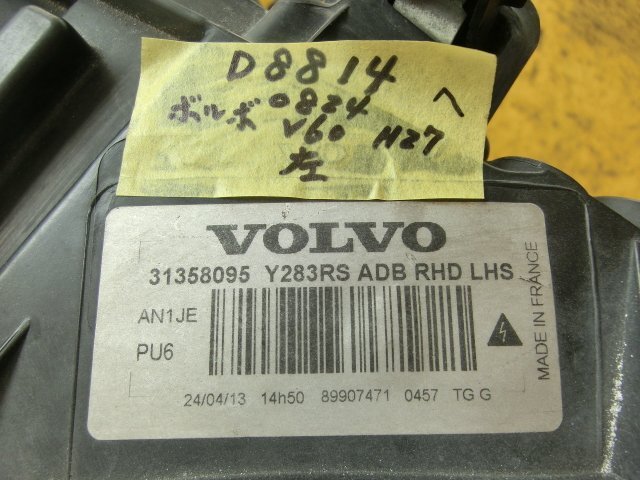 D8814
0824
ボルボ V60 H27 ヘ
左
VOLVO
31358095 Y283RS ADB RHD LHS
AN1JE
PU6
24/04/13 14h50 89907471 0457 TG G
MADE IN FRANCE